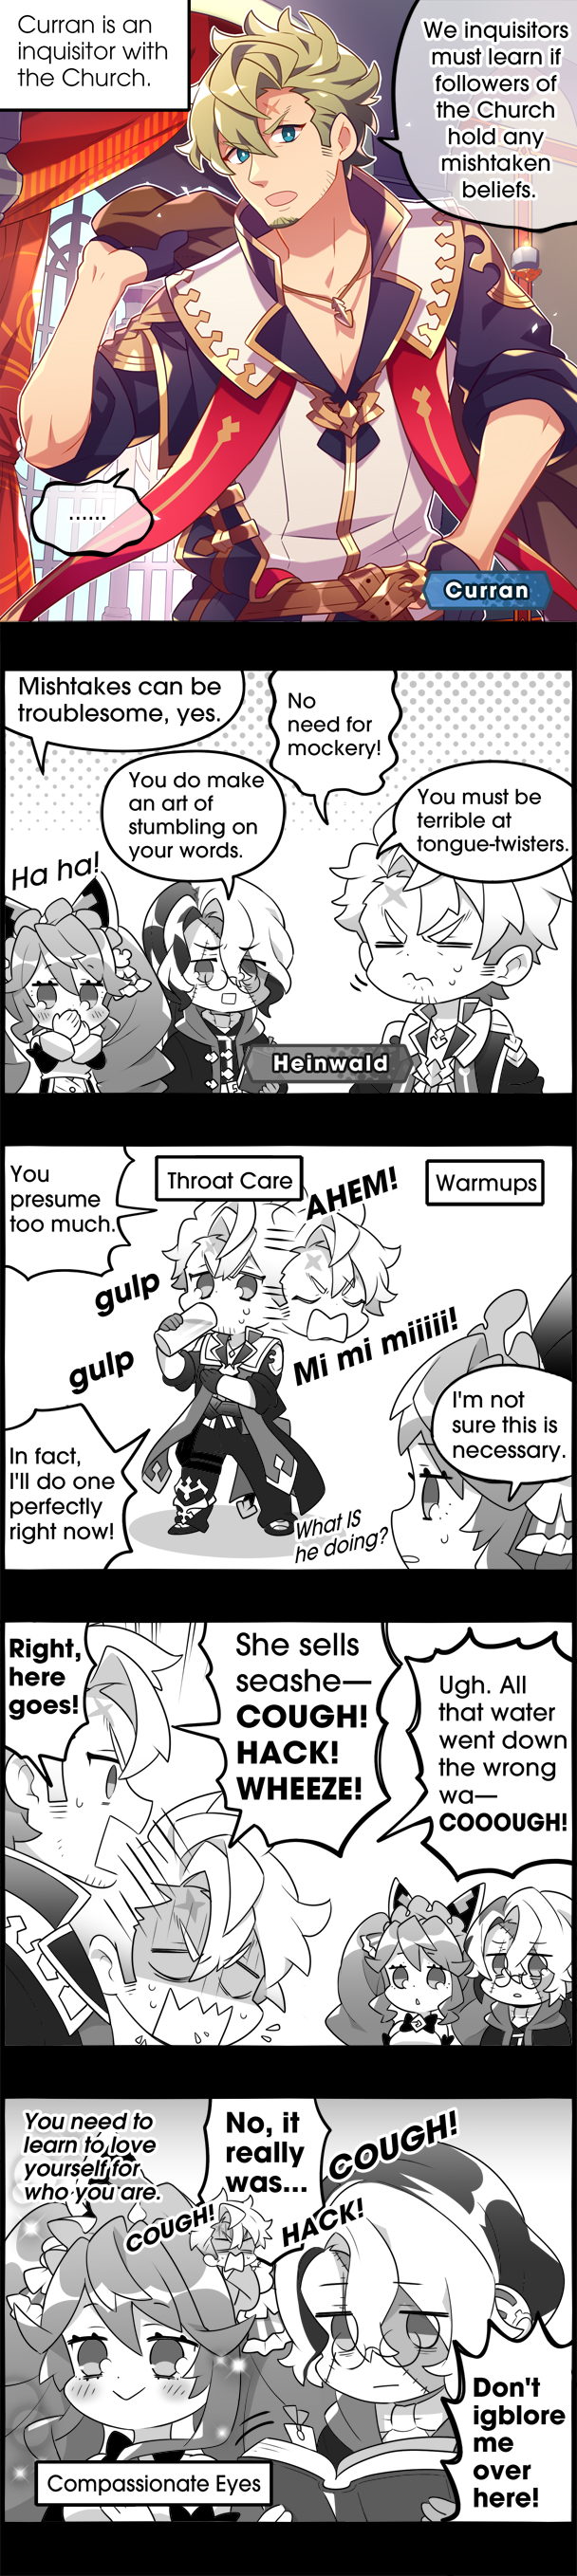 Curran is an
inquisitor with
the Church.
We inquisitors
must learn if
followers of
the Church
hold any
mishtaken
beliefs.
......
Curran
Mishtakes can be
troublesome, yes.
No
need for
mockery!
You do make
an art of
stumbling on
your words.
You must be
terrible at
tongue-twisters.
Ha ha!
Heinwald
You
presume
too much.
Throat Care
AHEM!
Warmups
gulp
gulp
Mi mi miiiii!
I'm not
sure this is
necessary.
In fact,
I'll do one
perfectly
right now!
What IS
he doing?
Right,
here
goes!
She sells
seashe—
COUGH!
HACK!
WHEEZE!
Ugh. All
that water
went down
the wrong
wa—
COOOUGH!
You need to
learn to love
yourself for
who you are.
No, it
really
was...
COUGH!
COUGH!
HACK!
Don't
igblore
me
over
here!
Compassionate Eyes